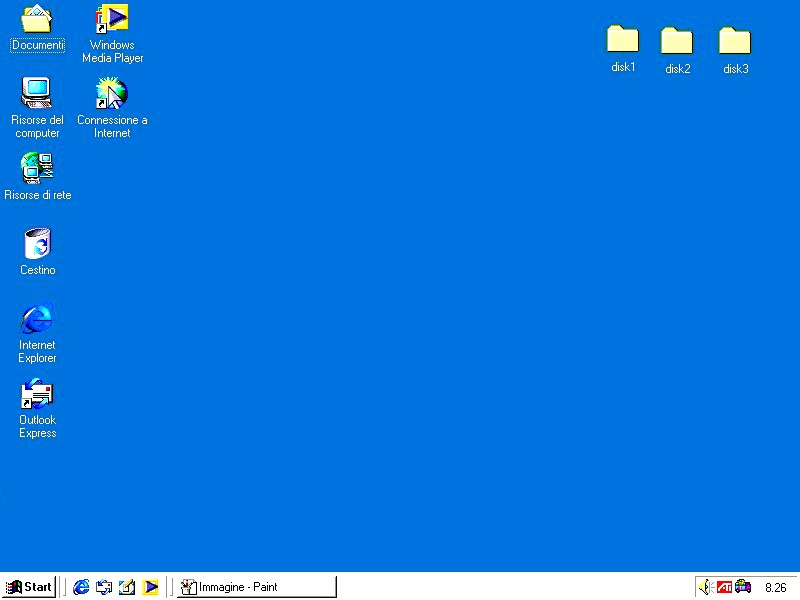 Documenti
Windows
Media Player
disk1
disk2
disk3
Risorse del
computer
Connessione a
Internet
Risorse di rete
Cestino
Internet
Explorer
Outlook
Express
Start
Immagine - Paint
ATI
8.26